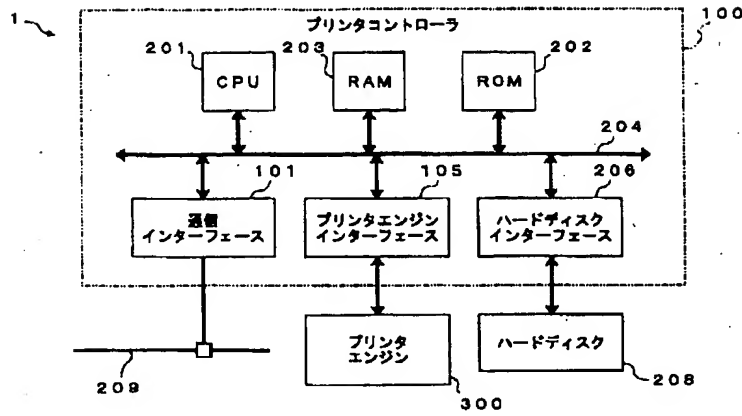 1
プリンタコントローラ
100
201
203
202
CPU
RAM
ROM
204
101
105
206
通信
インターフェース
プリンタエンジン
インターフェース
ハードディスク
インターフェース
プリンタ
エンジン
ハードディスク
209
300
208